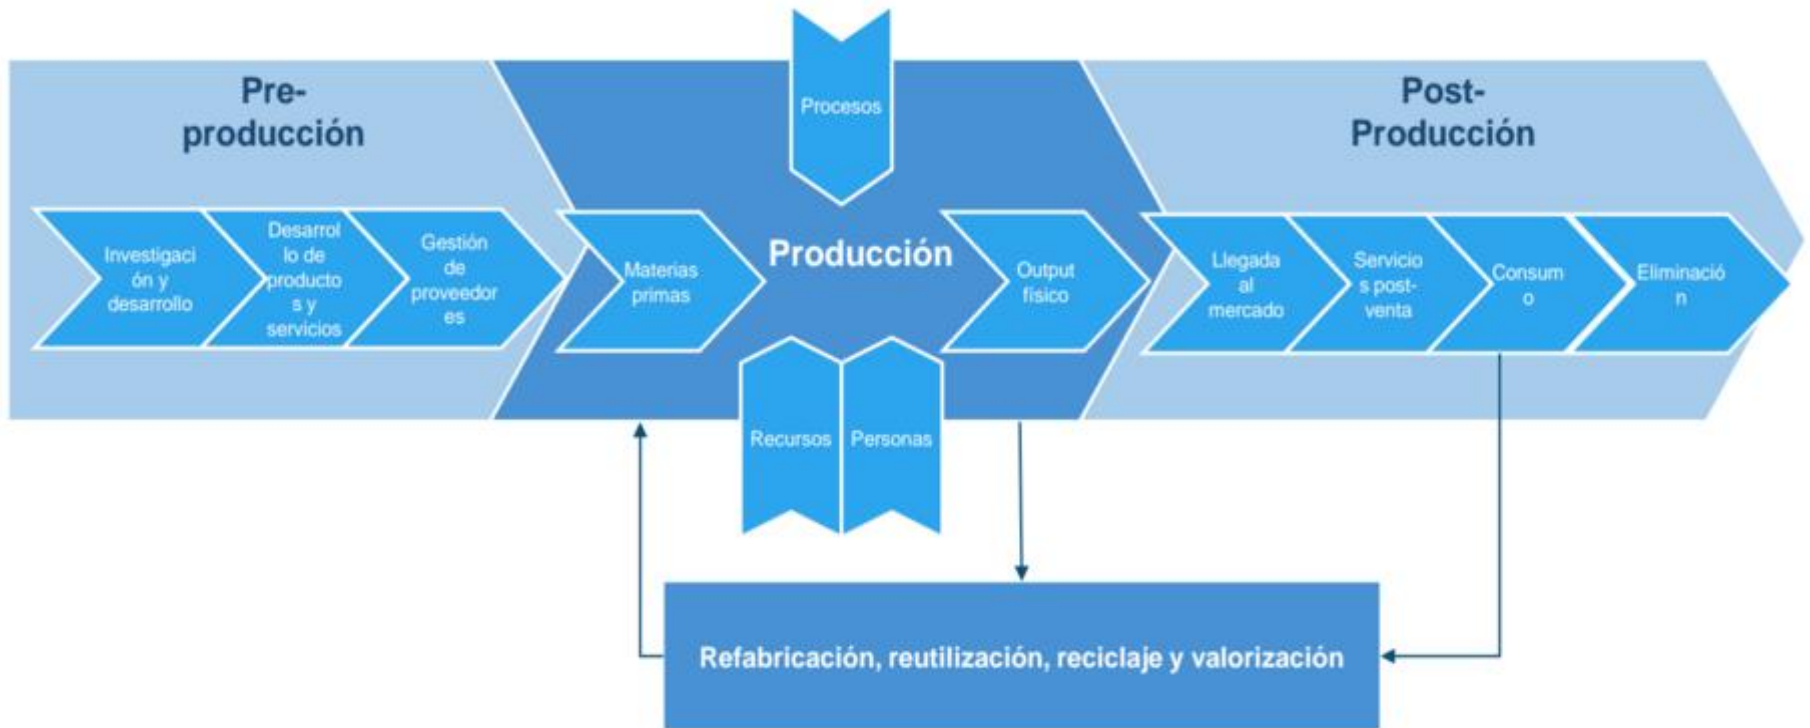 Pre-
producción
Investigaci
ón y
desarrollo
Desarrol
lo de
producto
s y
servicios
Gestión
de
proveedor
es
Procesos
Materias
primas
Producción
Output
físico
Recursos
Personas
Post-
Producción
Llegada
al
mercado
Servicio
s post-
venta
Consum
o
Eliminació
n
Refabricación, reutilización, reciclaje y valorización